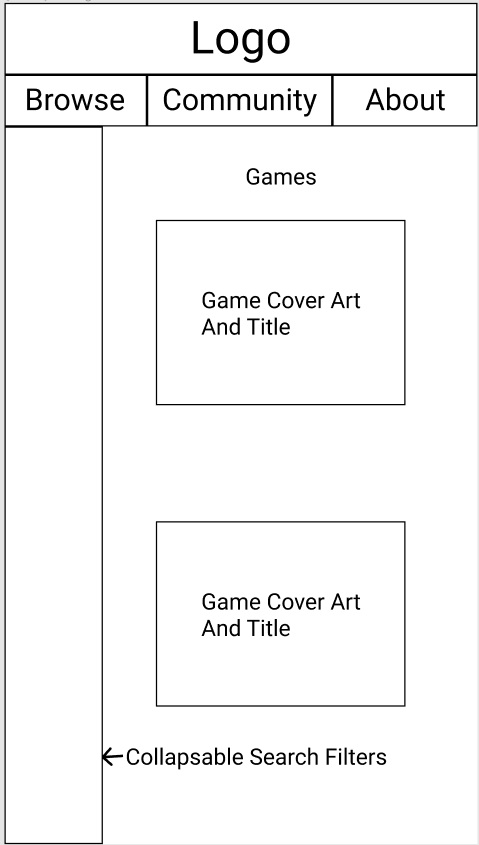 Logo
Browse
Community
About
Games
Game Cover Art
And Title
Game Cover Art
And Title
Collapsable Search Filters